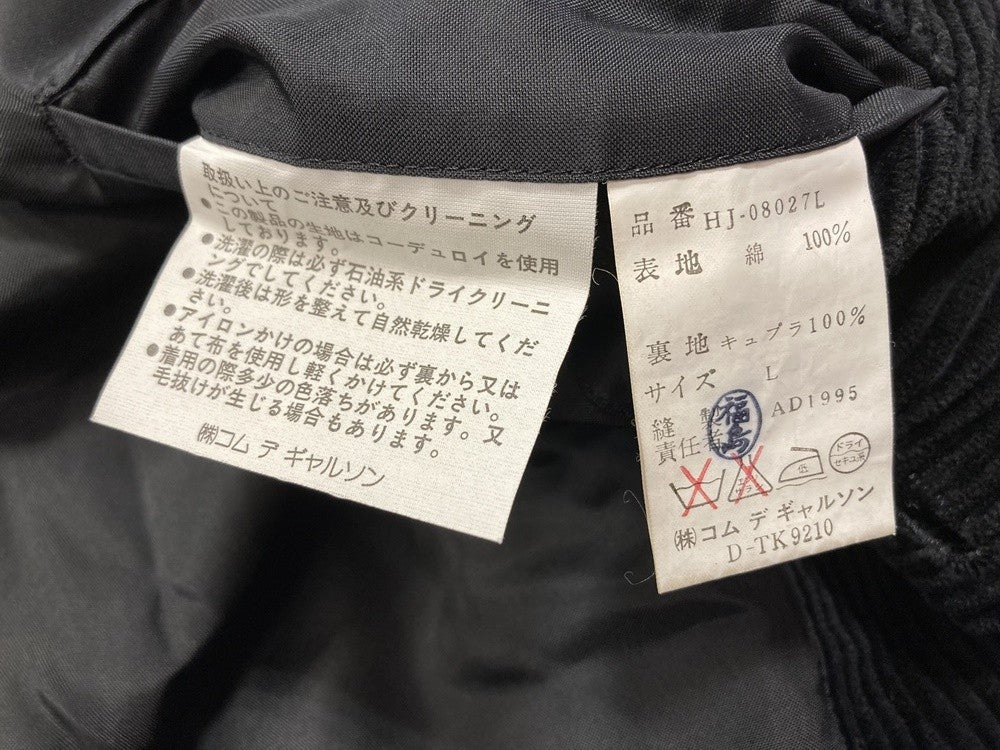 取扱い上のご注意及びクリーニング
について
●この製品の生地はコーデュロイを使用
しております。
●洗濯の際は必ず石油系ドライクリーニ
ングでしてください。
●洗濯後は形を整えて自然乾燥してくだ
さい。
●アイロンかけの場合は必ず裏から又は
あて布を使用し軽くかけてください。
●着用の際多少の色落ちがあります。又
毛抜けが生じる場合もあります。
㈱コム デ ギャルソン
品番 HJ-08027L
表地 綿 100%
裏地 キュプラ100%
サイズ L
縫製 AD1995
責任者 福島
エンソサラシ
低
ドライ
セキユ系
㈱コム デ ギャルソン
D-TK9210